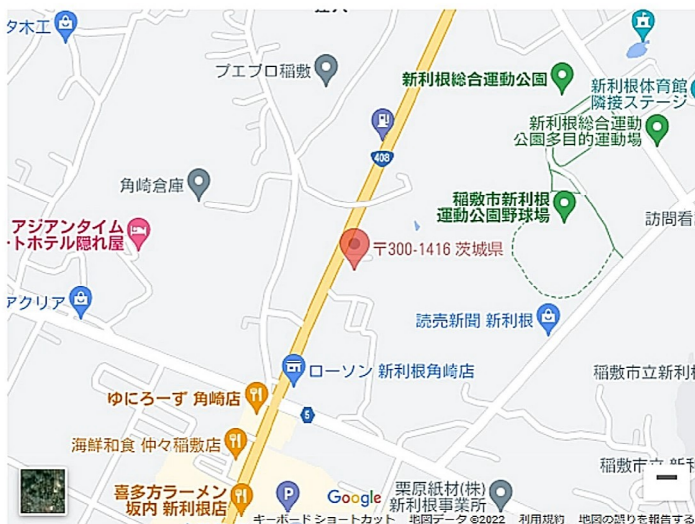 タ木工
プエブロ稲敷
新利根総合運動公園
新利根体育館
隣接ステージ
新利根総合運動
公園多目的運動場
408
角崎倉庫
稲敷市新利根
運動公園野球場
訪問看
アジアンタイム
ートホテル隠れ屋
〒300-1416 茨城県
アクリア
読売新聞 新利根
ローソン 新利根角崎店
稲敷市立新利
ゆにろーず 角崎店
5
海鮮和食 仲々稲敷店
稲敷市立 新
喜多方ラーメン
坂内 新利根店
P
Google
栗原紙材(株)
新利根事業所
キーボード ショートカット 地図データ ©2022 利用規約 地図の誤りを報告する